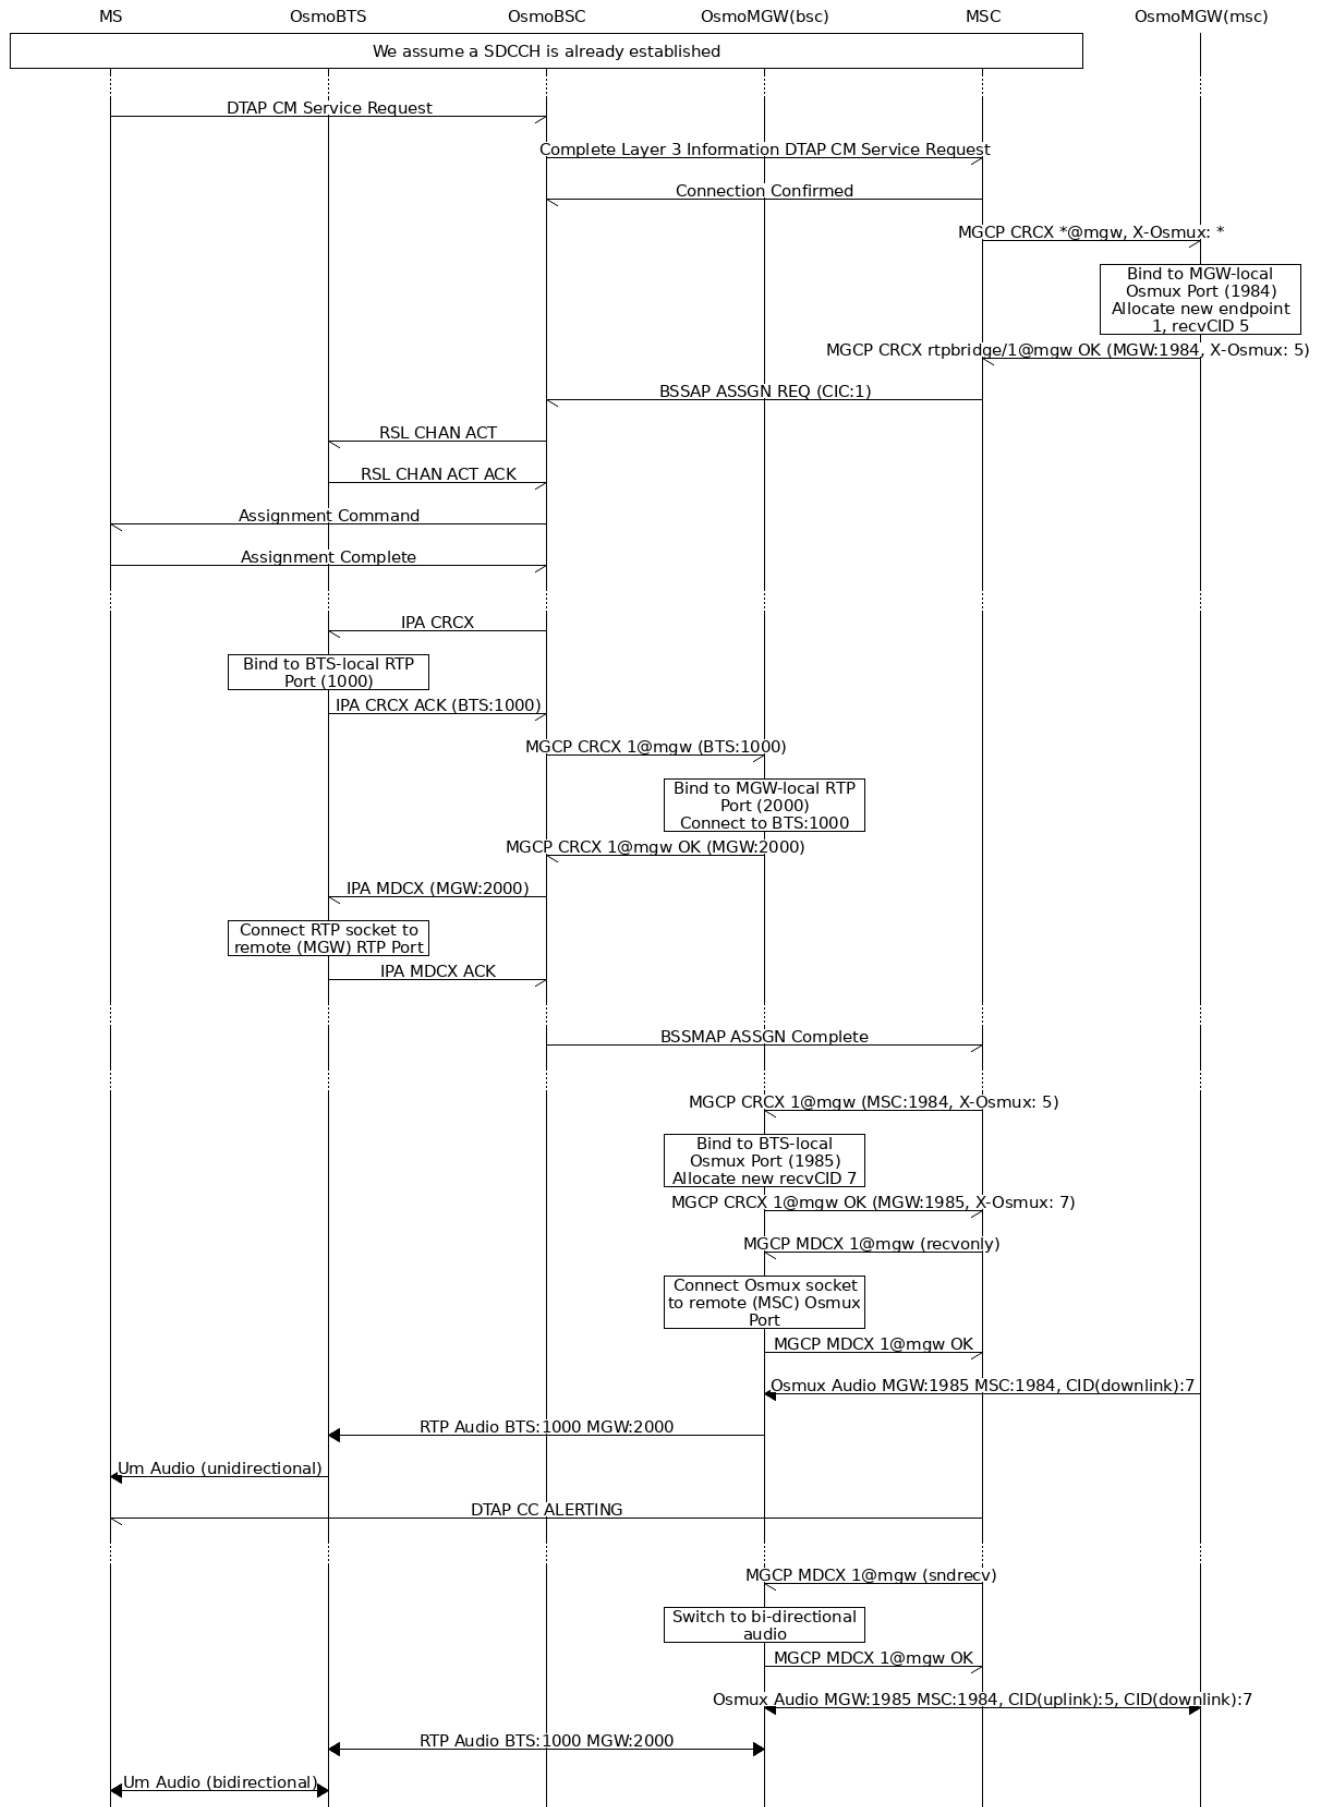 MS OsmoBTS OsmoBSC OsmoMGW(bsc) MSC OsmoMGW(msc)
We assume a SDCCH is already established
DTAP CM Service Request
Complete Layer 3 Information DTAP CM Service Request
Connection Confirmed
MGCP CRCX *@mgw, X-Osmux: *
Bind to MGW-local
Osmux Port (1984)
Allocate new endpoint
1, recvCID 5
MGCP CRCX rtpbridge/1@mgw OK (MGW:1984, X-Osmux: 5)
BSSAP ASSGN REQ (CIC:1)
RSL CHAN ACT
RSL CHAN ACT ACK
Assignment Command
Assignment Complete
IPA CRCX
Bind to BTS-local RTP
Port (1000)
IPA CRCX ACK (BTS:1000)
MGCP CRCX 1@mgw (BTS:1000)
Bind to MGW-local RTP
Port (2000)
Connect to BTS:1000
MGCP CRCX 1@mgw OK (MGW:2000)
IPA MDCX (MGW:2000)
Connect RTP socket to
remote (MGW) RTP Port
IPA MDCX ACK
BSSMAP ASSGN Complete
MGCP CRCX 1@mgw (MSC:1984, X-Osmux: 5)
Bind to BTS-local
Osmux Port (1985)
Allocate new recvCID 7
MGCP CRCX 1@mgw OK (MGW:1985, X-Osmux: 7)
MGCP MDCX 1@mgw (recvonly)
Connect Osmux socket
to remote (MSC) Osmux
Port
MGCP MDCX 1@mgw OK
Osmux Audio MGW:1985 MSC:1984, CID(downlink):7
RTP Audio BTS:1000 MGW:2000
Um Audio (unidirectional)
DTAP CC ALERTING
MGCP MDCX 1@mgw (sndrecv)
Switch to bi-directional
audio
MGCP MDCX 1@mgw OK
Osmux Audio MGW:1985 MSC:1984, CID(uplink):5, CID(downlink):7
RTP Audio BTS:1000 MGW:2000
Um Audio (bidirectional)